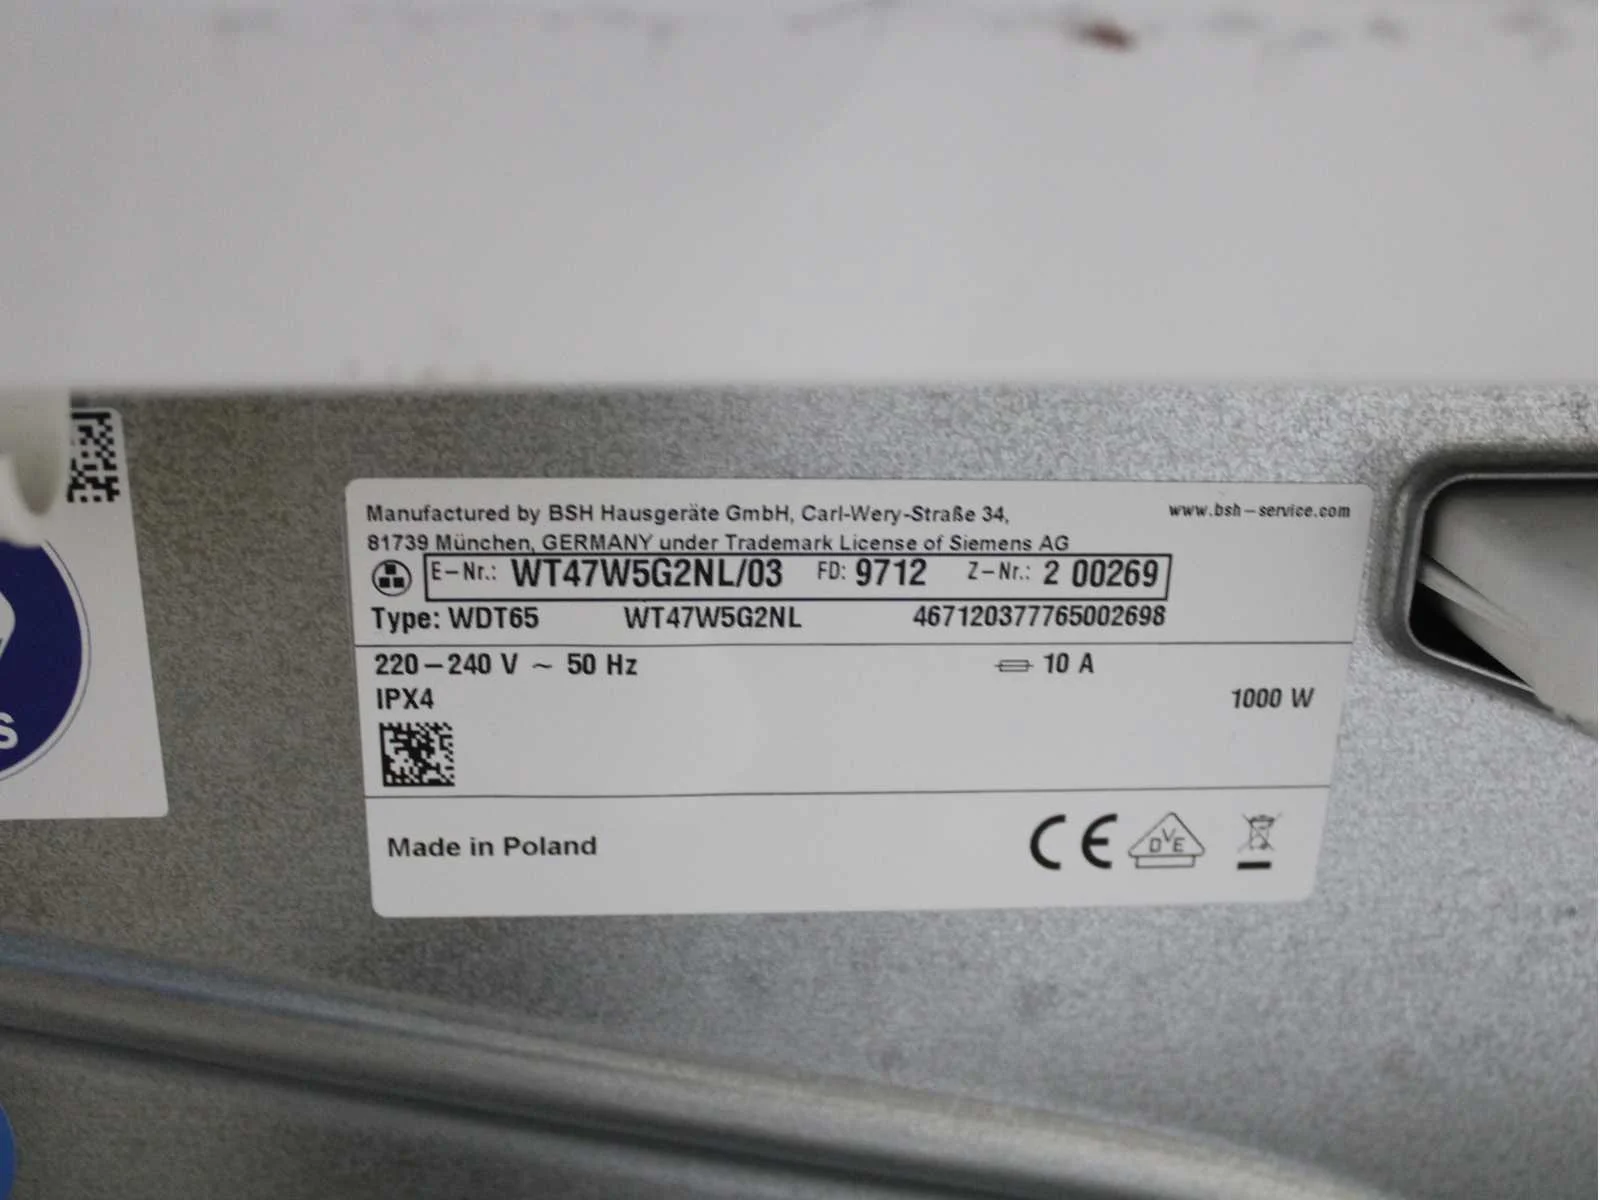 Manufactured by BSH Hausgeräte GmbH, Carl-Wery-Straße 34,
www.bsh-service.com
81739 München, GERMANY under Trademark License of Siemens AG
E-Nr.: WT47W5G2NL/03 FD: 9712 Z-Nr.: 2 00269
Type: WDT65 WT47W5G2NL 467120377765002698
220-240 V ~ 50 Hz 10 A
IPX4 1000 W
Made in Poland
CE DVE
S